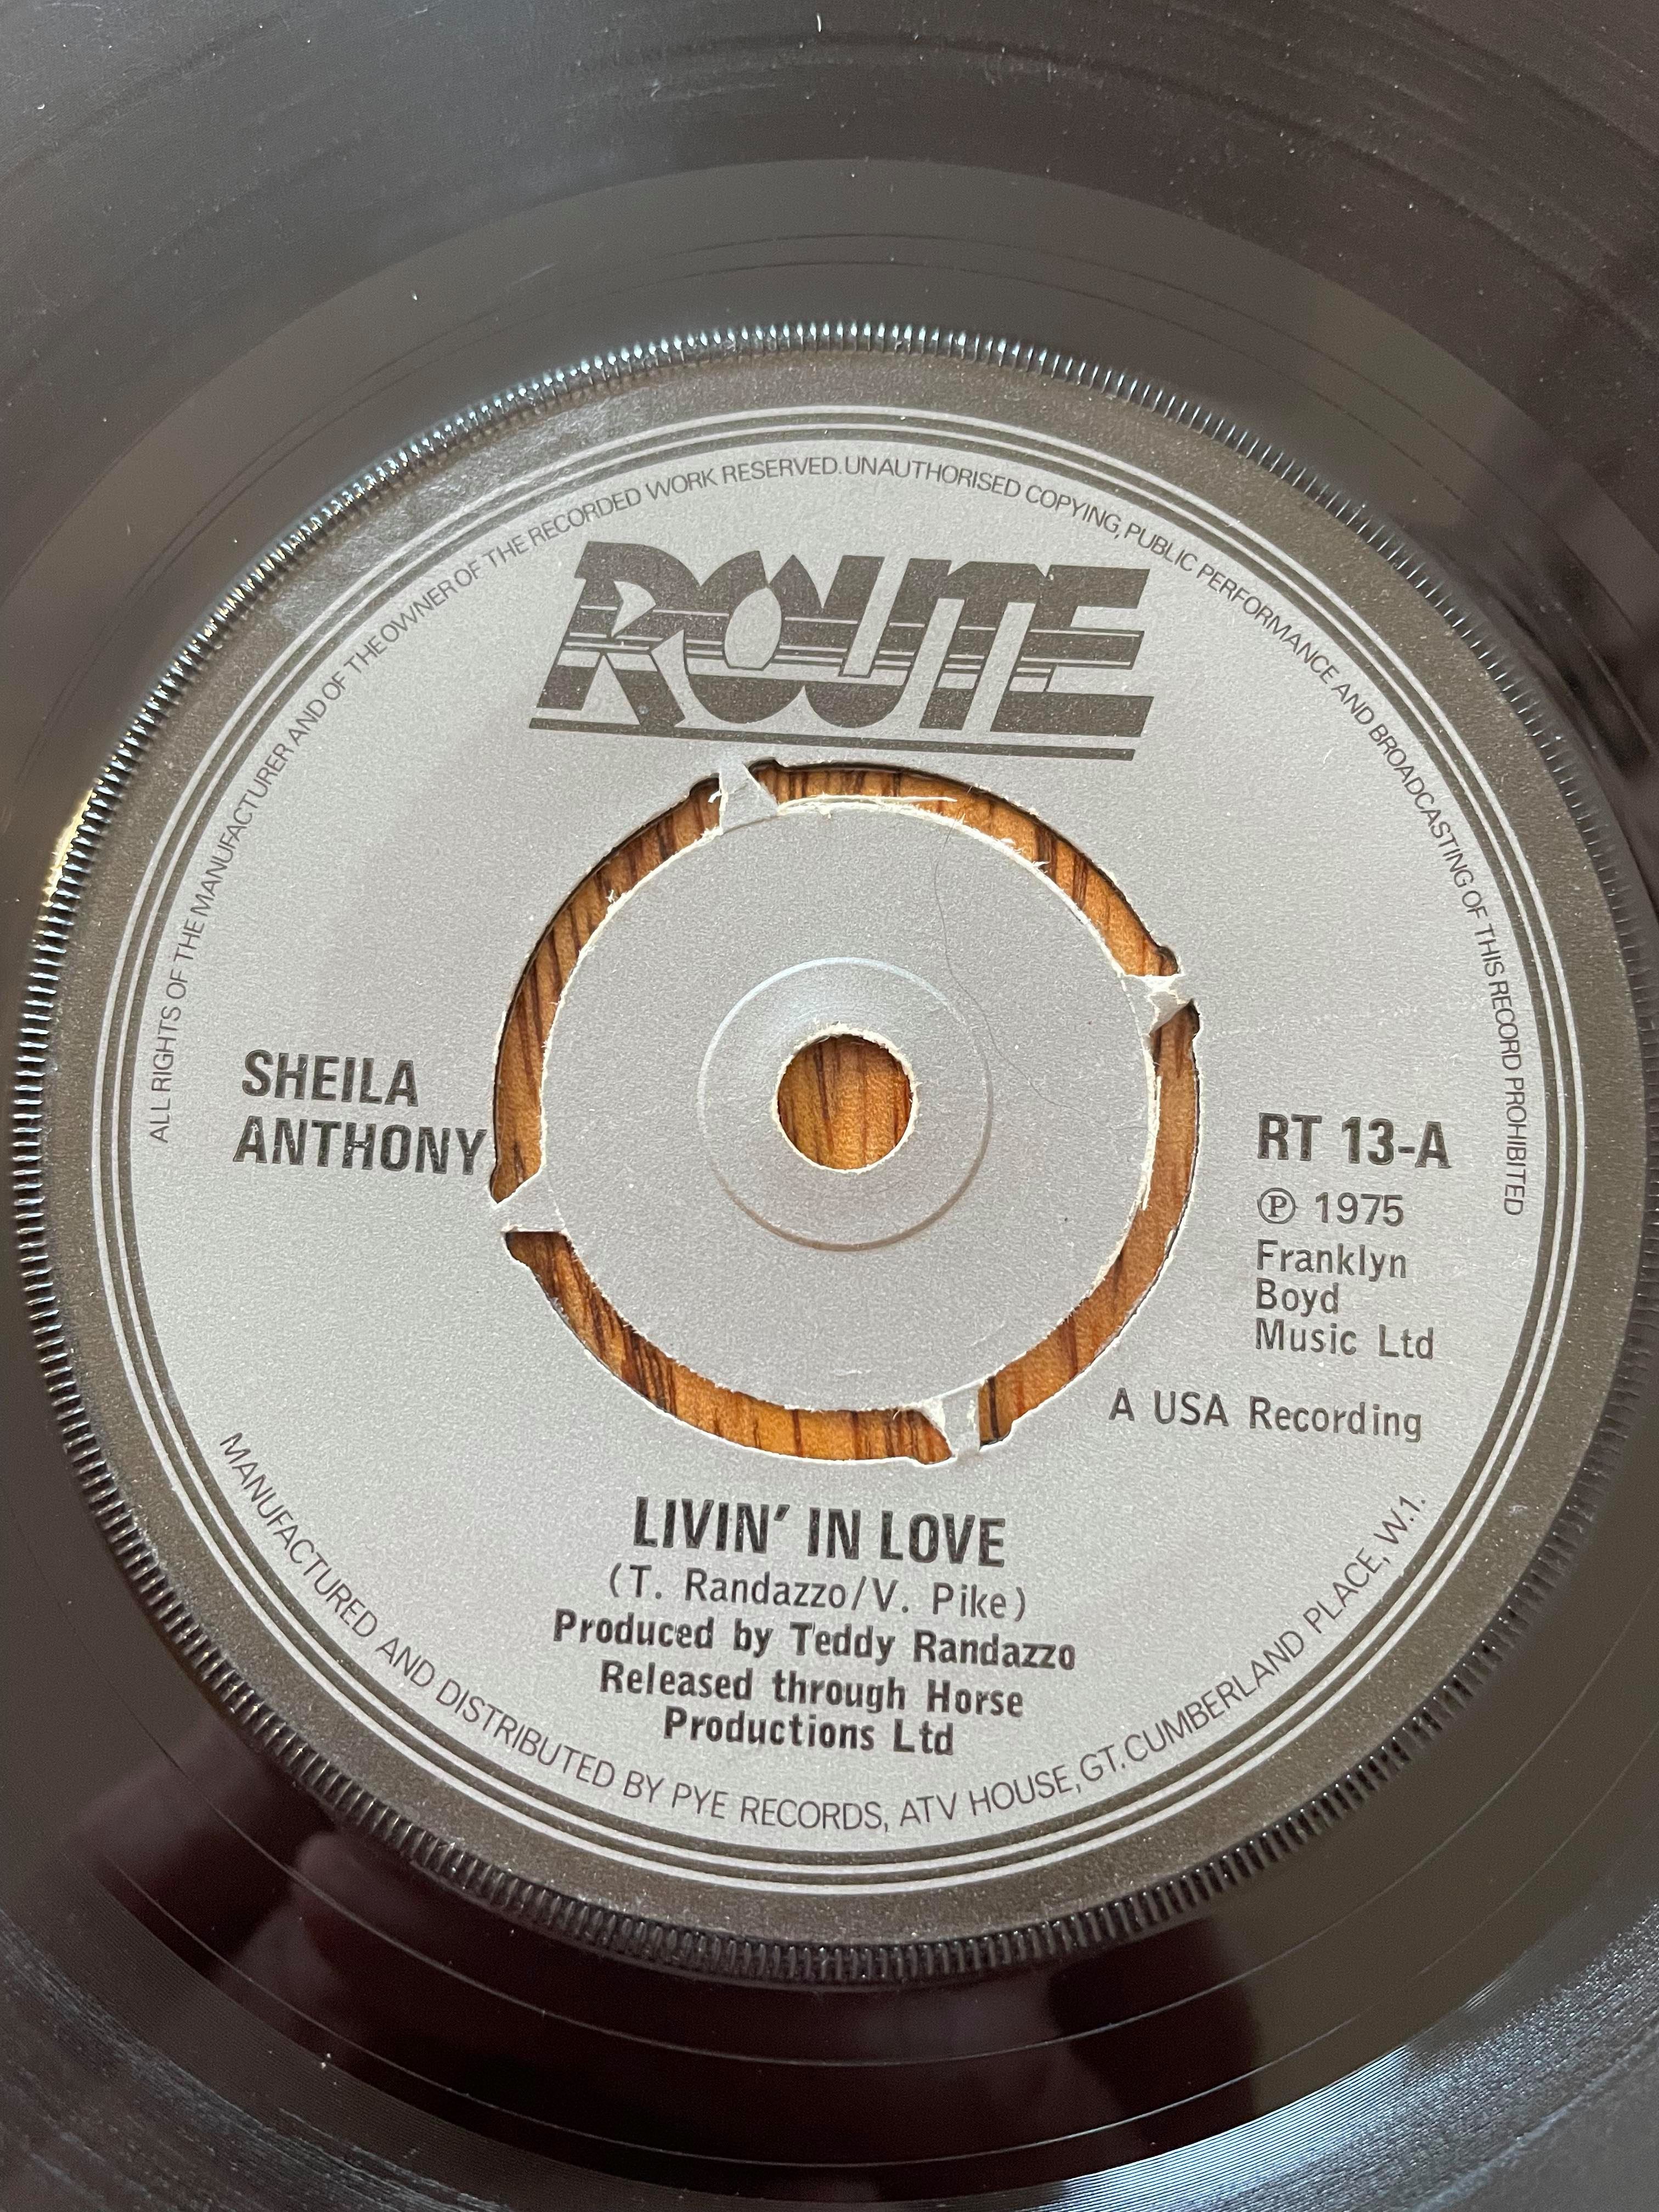 ALL RIGHTS OF THE MANUFACTURER AND OF THE OWNER OF THE RECORDED WORK RESERVED. UNAUTHORISED COPYING, PUBLIC PERFORMANCE AND BROADCASTING OF THIS RECORD PROHIBITED
ROUTE
SHEILA
ANTHONY
RT 13-A
℗ 1975
Franklyn
Boyd
Music Ltd
A USA Recording
LIVIN' IN LOVE
(T. Randazzo/V. Pike)
Produced by Teddy Randazzo
Released through Horse
Productions Ltd
MANUFACTURED AND DISTRIBUTED BY PYE RECORDS, ATV HOUSE, GT. CUMBERLAND PLACE, W.1.